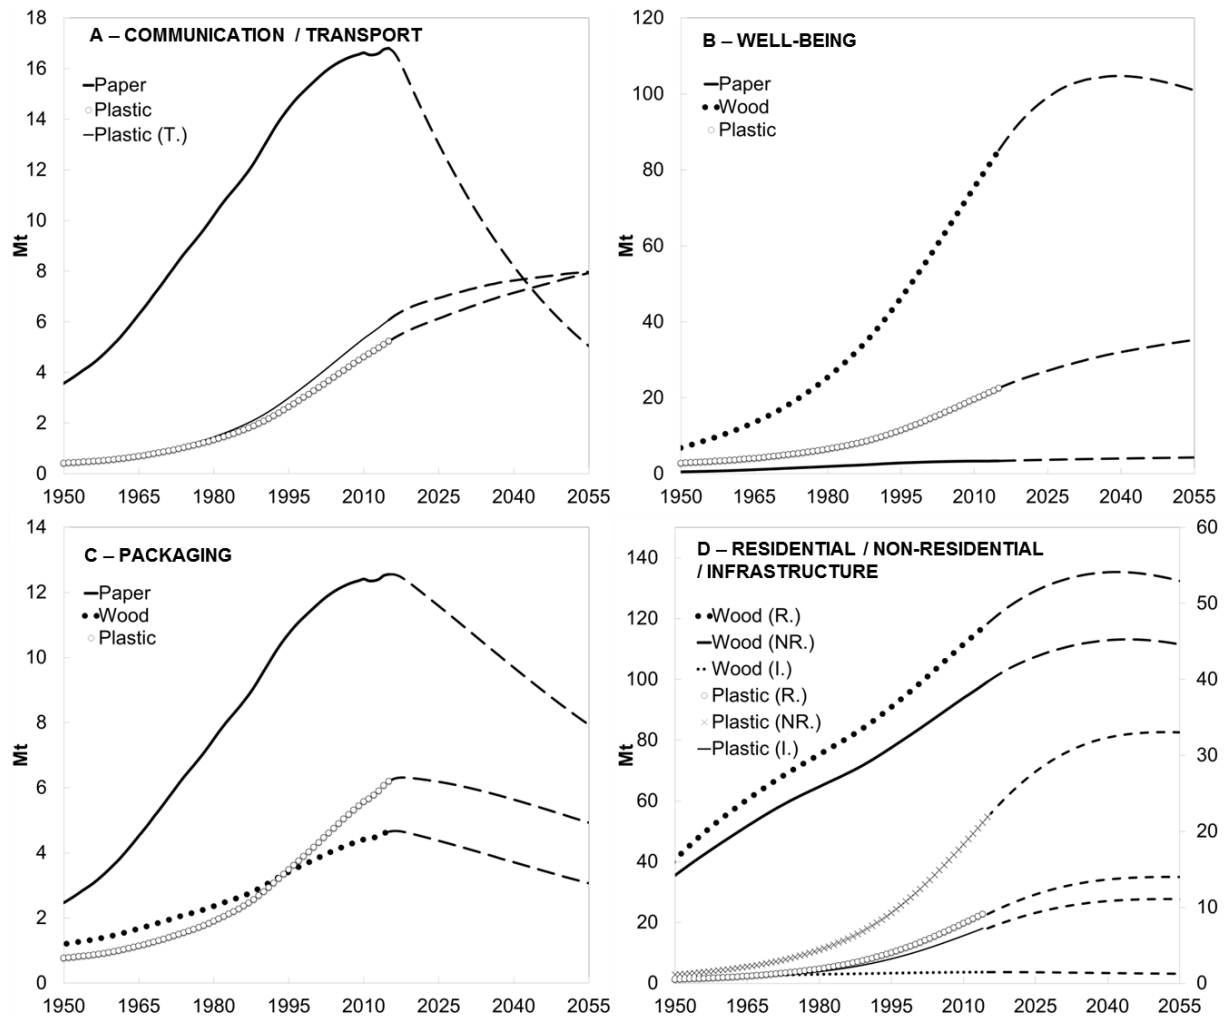 A – COMMUNICATION / TRANSPORT
Paper
Plastic
Plastic (T.)
Mt
18
16
14
12
10
8
6
4
2
0
1950 1965 1980 1995 2010 2025 2040 2055
B – WELL-BEING
Paper
Wood
Plastic
Mt
120
100
80
60
40
20
0
1950 1965 1980 1995 2010 2025 2040 2055
C – PACKAGING
Paper
Wood
Plastic
Mt
14
12
10
8
6
4
2
0
1950 1965 1980 1995 2010 2025 2040 2055
D – RESIDENTIAL / NON-RESIDENTIAL
/ INFRASTRUCTURE
Wood (R.)
Wood (NR.)
Wood (I.)
Plastic (R.)
Plastic (NR.)
Plastic (I.)
Mt
140
120
100
80
60
40
20
0
60
50
40
30
20
10
0
1950 1965 1980 1995 2010 2025 2040 2055